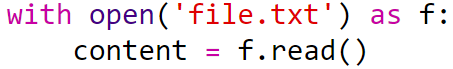 with open('file.txt') as f:
    content = f.read()